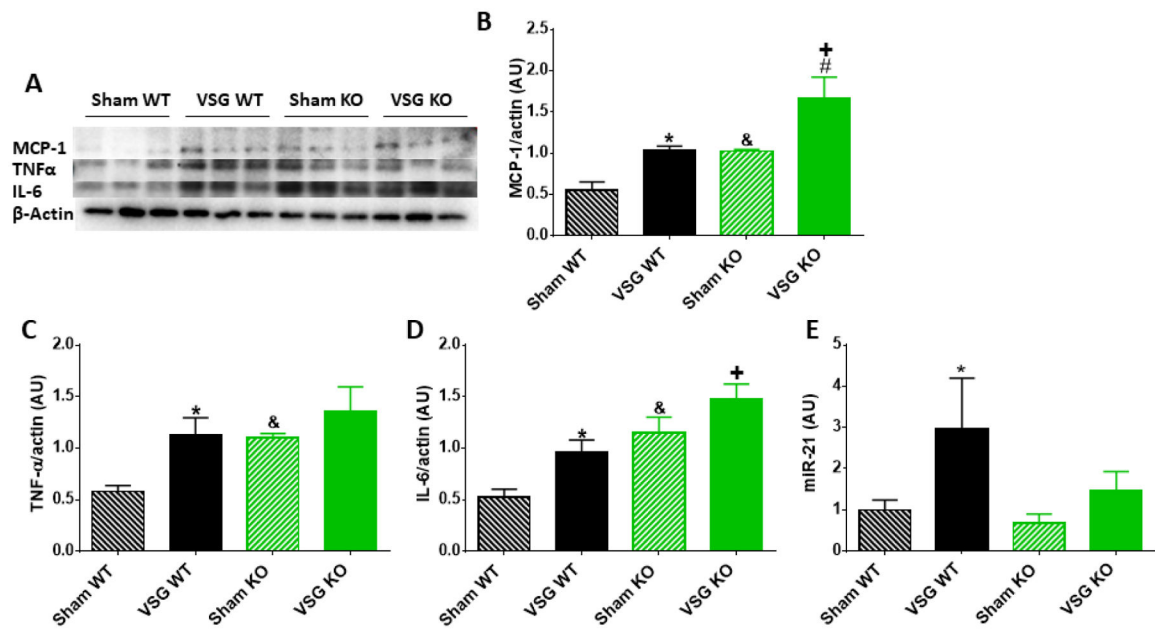 A
Sham WT VSG WT Sham KO VSG KO
MCP-1
TNFα
IL-6
β-Actin
B
MCP-1/actin (AU)
2.5
2.0
1.5
1.0
0.5
0.0
*
&
+
#
Sham WT
VSG WT
Sham KO
VSG KO
C
TNF-α/actin (AU)
2.0
1.5
1.0
0.5
0.0
*
&
Sham WT
VSG WT
Sham KO
VSG KO
D
IL-6/actin (AU)
2.0
1.5
1.0
0.5
0.0
*
&
+
Sham WT
VSG WT
Sham KO
VSG KO
E
miR-21 (AU)
5
4
3
2
1
0
*
Sham WT
VSG WT
Sham KO
VSG KO